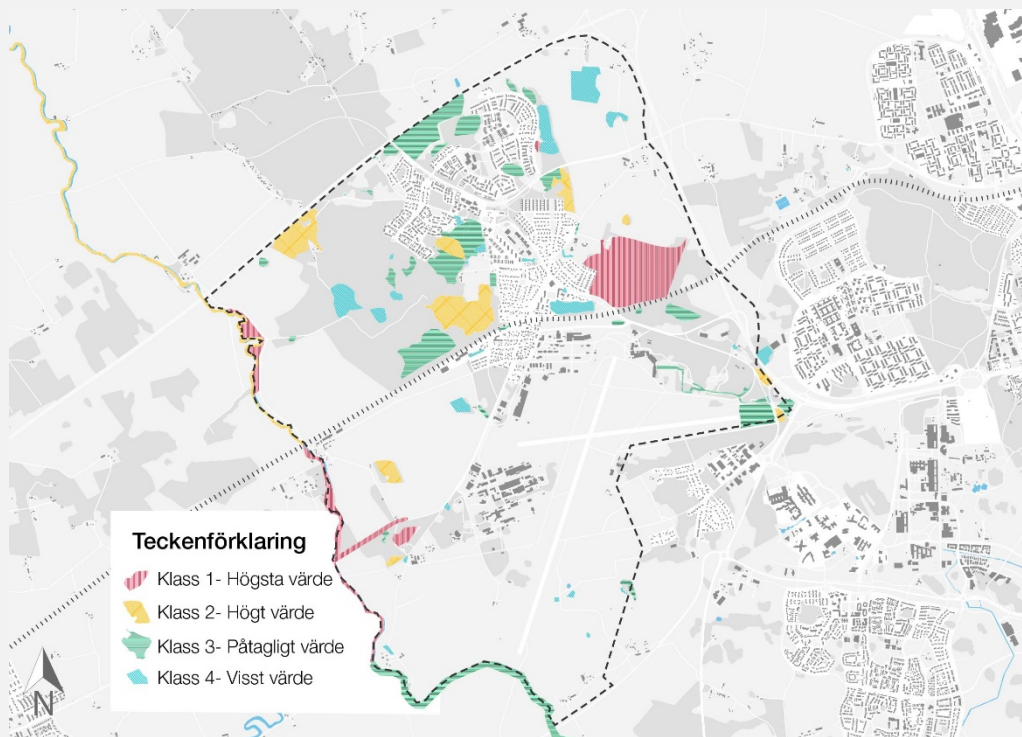 Teckenförklaring
Klass 1- Högsta värde
Klass 2- Högt värde
Klass 3- Påtagligt värde
Klass 4- Visst värde
N